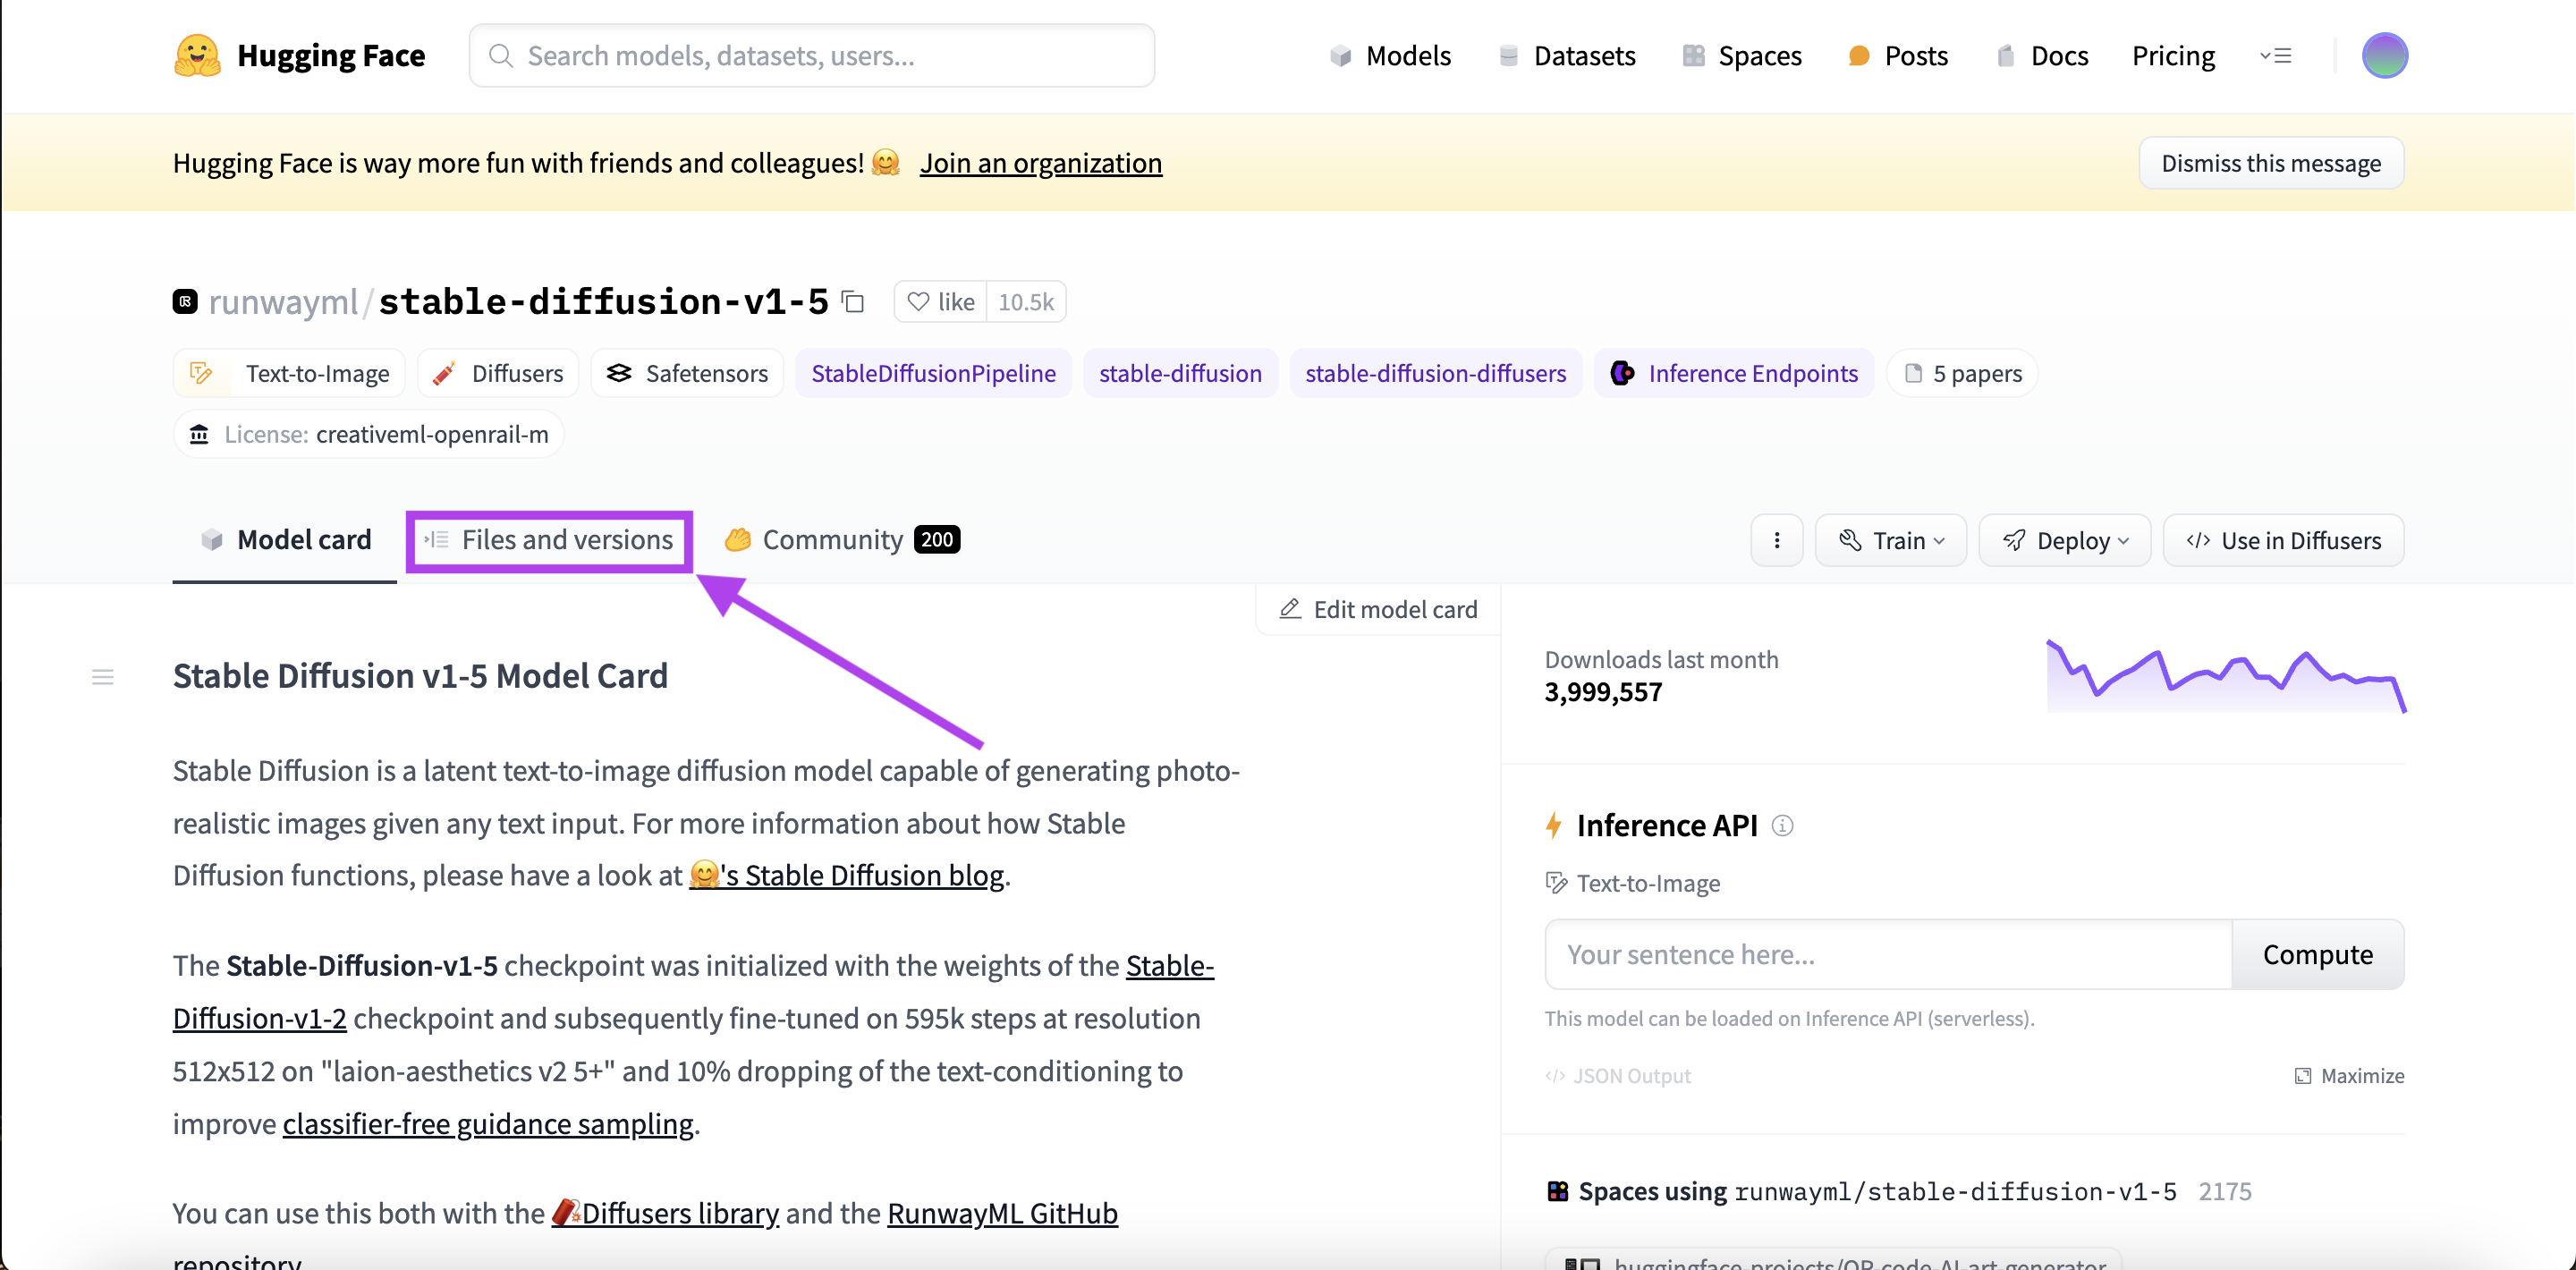 Hugging Face
Search models, datasets, users...
Models
Datasets
Spaces
Posts
Docs
Pricing
Hugging Face is way more fun with friends and colleagues! 🤗 Join an organization
Dismiss this message
runwayml/stable-diffusion-v1-5
like 10.5k
Text-to-Image
Diffusers
Safetensors
StableDiffusionPipeline
stable-diffusion
stable-diffusion-diffusers
Inference Endpoints
5 papers
License: creativeml-openrail-m
Model card
Files and versions
Community 200
Train
Deploy
</> Use in Diffusers
Edit model card
Stable Diffusion v1-5 Model Card
Stable Diffusion is a latent text-to-image diffusion model capable of generating photo-
realistic images given any text input. For more information about how Stable
Diffusion functions, please have a look at 🤗's Stable Diffusion blog.
The Stable-Diffusion-v1-5 checkpoint was initialized with the weights of the Stable-
Diffusion-v1-2 checkpoint and subsequently fine-tuned on 595k steps at resolution
512x512 on "laion-aesthetics v2 5+" and 10% dropping of the text-conditioning to
improve classifier-free guidance sampling.
You can use this both with the 🧨Diffusers library and the RunwayML GitHub
repository.
Downloads last month
3,999,557
Inference API
Text-to-Image
Your sentence here...
Compute
This model can be loaded on Inference API (serverless).
</> JSON Output
Maximize
Spaces using runwayml/stable-diffusion-v1-5 2175
huggingface-projects/QR-code-AI-art-generator